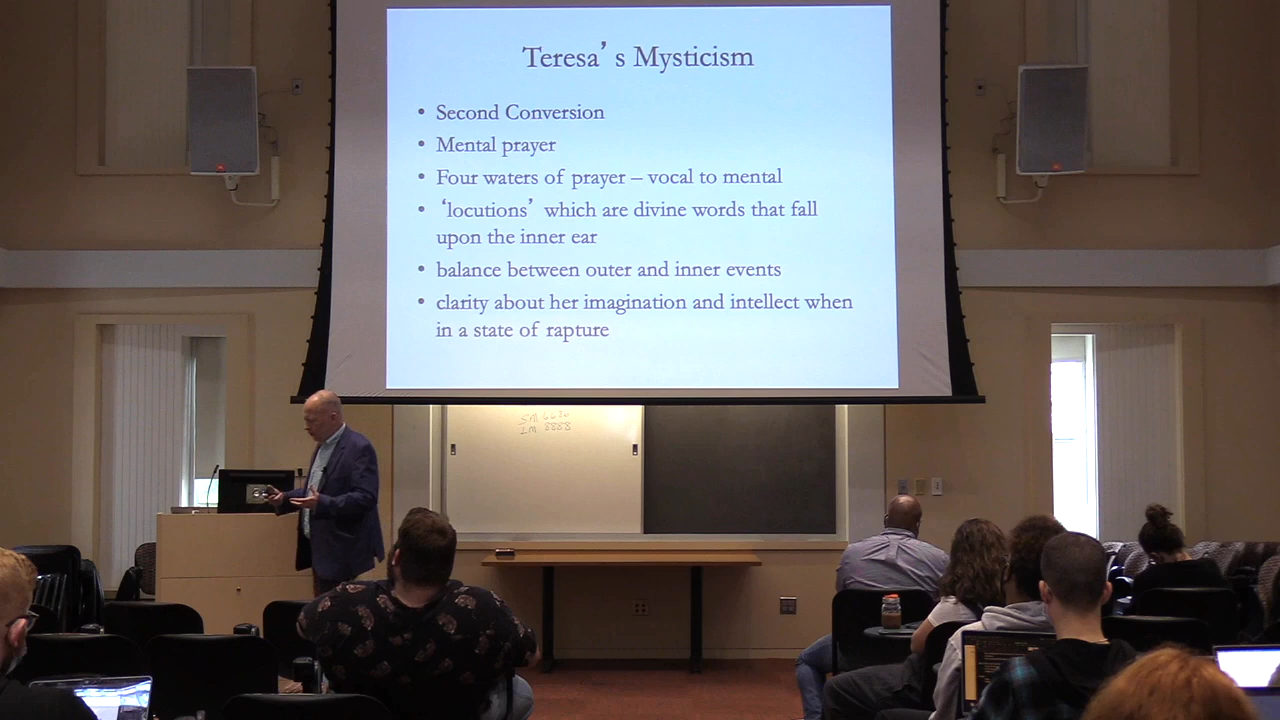 Teresa's Mysticism
• Second Conversion
• Mental prayer
• Four waters of prayer – vocal to mental
• 'locutions' which are divine words that fall
upon the inner ear
• balance between outer and inner events
• clarity about her imagination and intellect when
in a state of rapture
8888